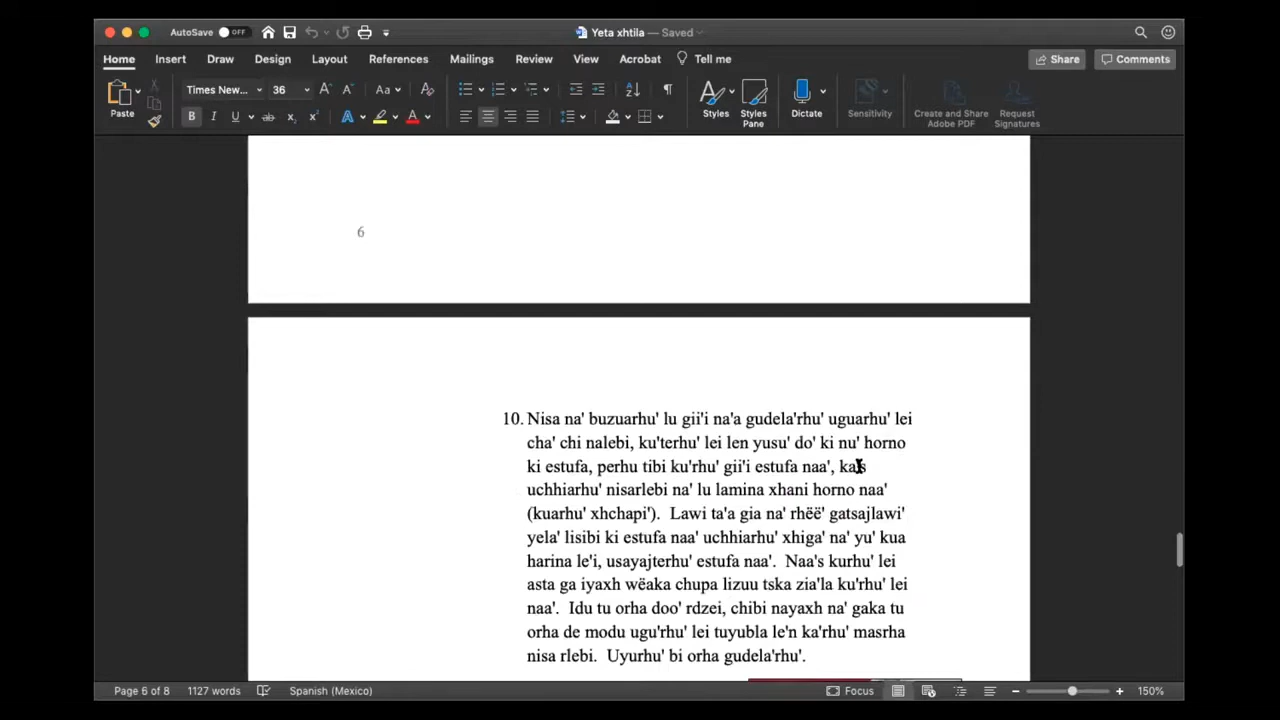 AutoSave OFF
Yeta xhtila — Saved
Home Insert Draw Design Layout References Mailings Review View Acrobat Tell me Share Comments
Paste Times New... 36 Aa Styles Styles Pane Dictate Sensitivity Create and Share Adobe PDF Request Signatures
6
10. Nisa na' buzuarhu' lu gii'i na'a gudela'rhu' uguarhu' lei
cha' chi nalebi, ku'terhu' lei len yusu' do' ki nu' horno
ki estufa, perhu tibi ku'rhu' gii'i estufa naa',
uchhiarhu' nisarlebi na' lu lamina xhani horno naa'
(kuarhu' xhchapi'). Lawi ta'a gia na' rhëë' gatsajlawi'
yela' lisibi ki estufa naa' uchhiarhu' xhiga' na' yu' kua
harina le'i, usayajterhu' estufa naa'. Naa's kurhu' lei
asta ga iyaxh wëaka chupa lizuu tska zia'la ku'rhu' lei
naa'. Idu tu orha doo' rdzei, chibi nayaxh na' gaka tu
orha de modu ugu'rhu' lei tuyubla le'n ka'rhu' masrha
nisa rlebi. Uyurhu' bi orha gudela'rhu'.
Page 6 of 8 1127 words Spanish (Mexico) Focus 150%